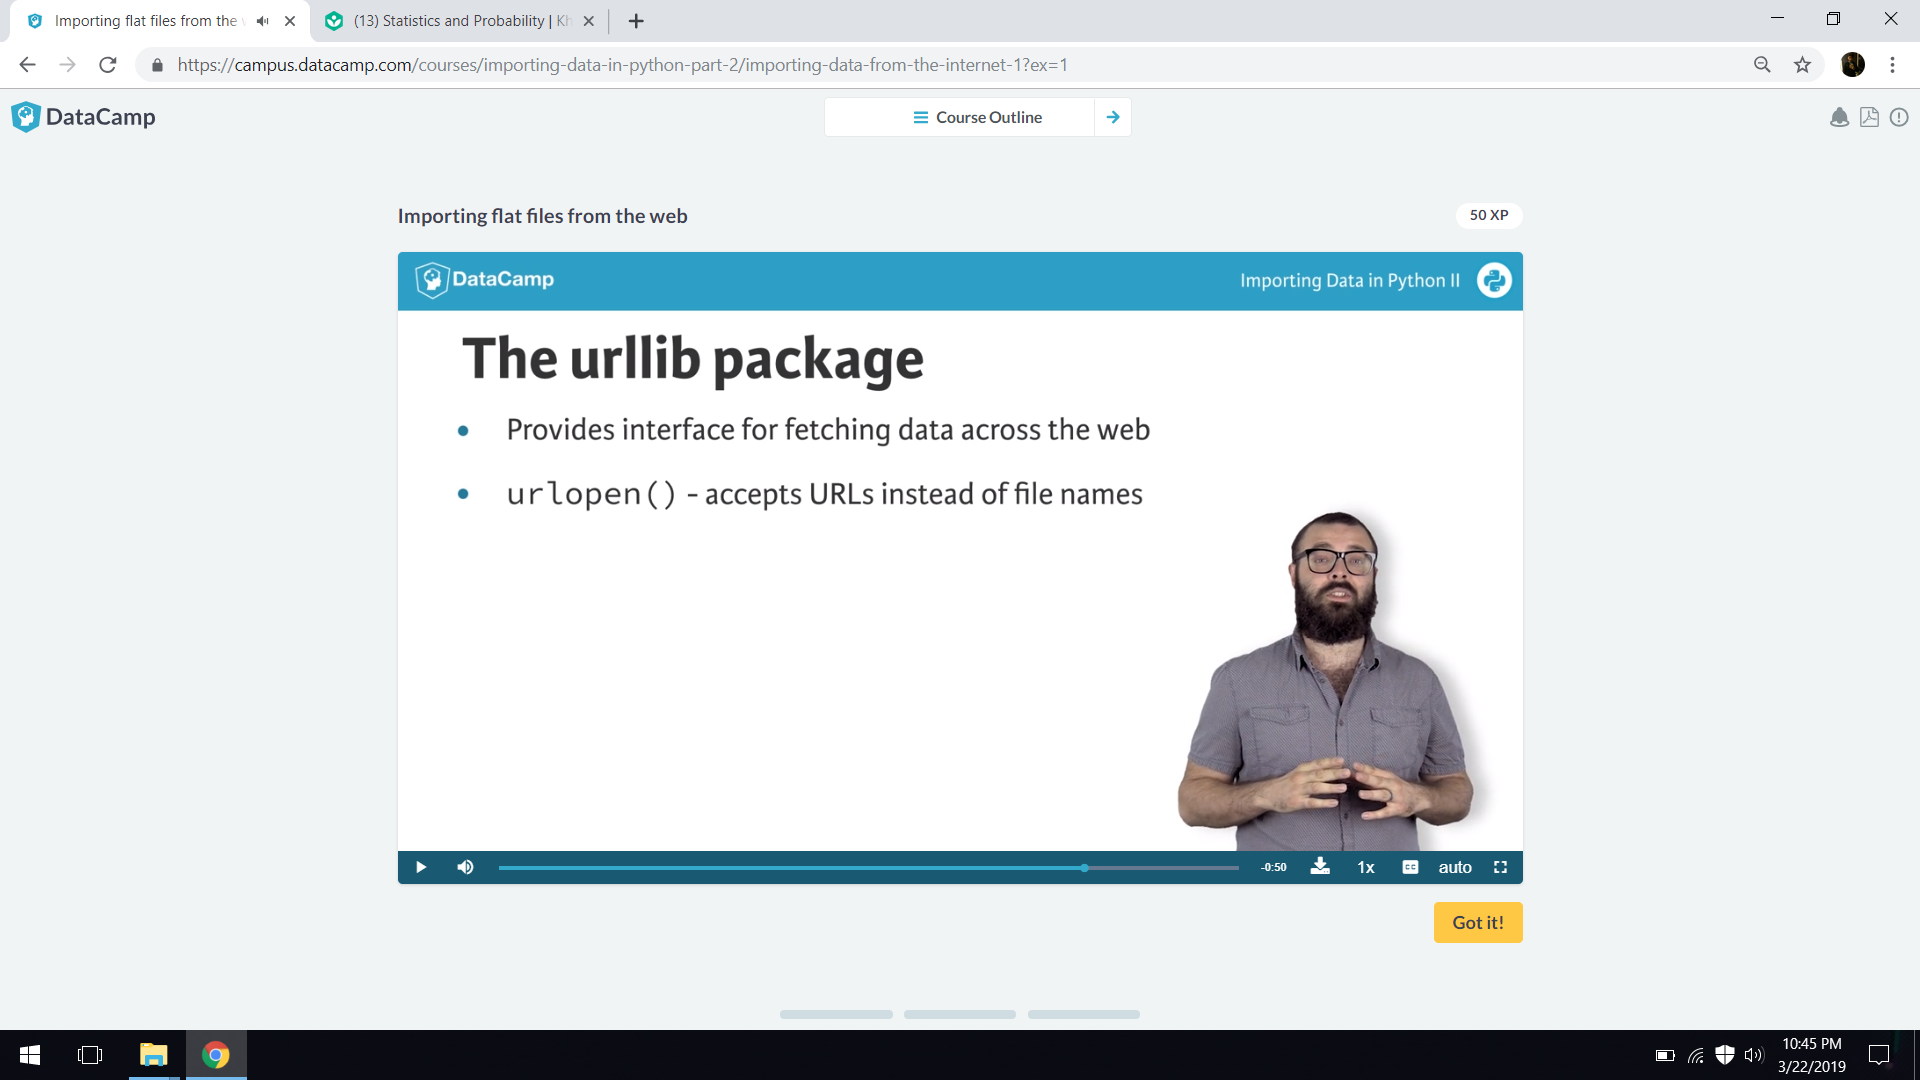 Importing flat files from the
(13) Statistics and Probability | Kh
https://campus.datacamp.com/courses/importing-data-in-python-part-2/importing-data-from-the-internet-1?ex=1
DataCamp
Course Outline
Importing flat files from the web
50 XP
DataCamp
Importing Data in Python II
The urllib package
• Provides interface for fetching data across the web
• urlopen() - accepts URLs instead of file names
-0:50
1x
CC
auto
Got it!
10:45 PM
3/22/2019